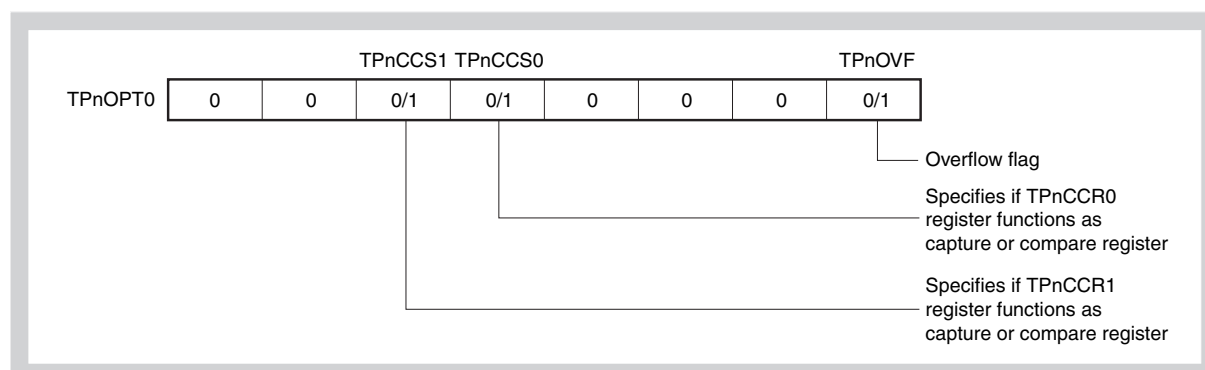 TPnCCS1 TPnCCS0 TPnOVF
TPnOPT0 0 0 0/1 0/1 0 0 0 0/1
Overflow flag
Specifies if TPnCCR0
register functions as
capture or compare register
Specifies if TPnCCR1
register functions as
capture or compare register